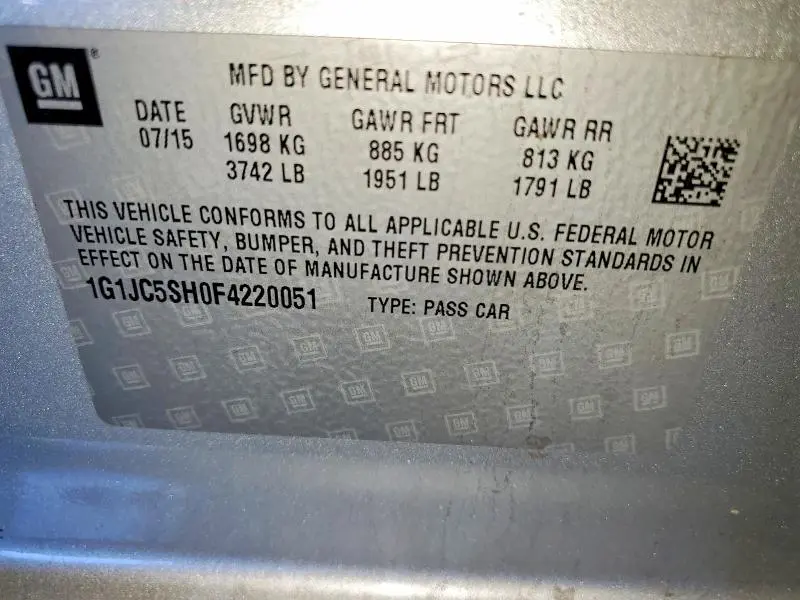 GM®
MFD BY GENERAL MOTORS LLC
DATE GVWR GAWR FRT GAWR RR
07/15 1698 KG 885 KG 813 KG
3742 LB 1951 LB 1791 LB
THIS VEHICLE CONFORMS TO ALL APPLICABLE U.S. FEDERAL MOTOR
VEHICLE SAFETY, BUMPER, AND THEFT PREVENTION STANDARDS IN
EFFECT ON THE DATE OF MANUFACTURE SHOWN ABOVE.
1G1JC5SH0F4220051 TYPE: PASS CAR